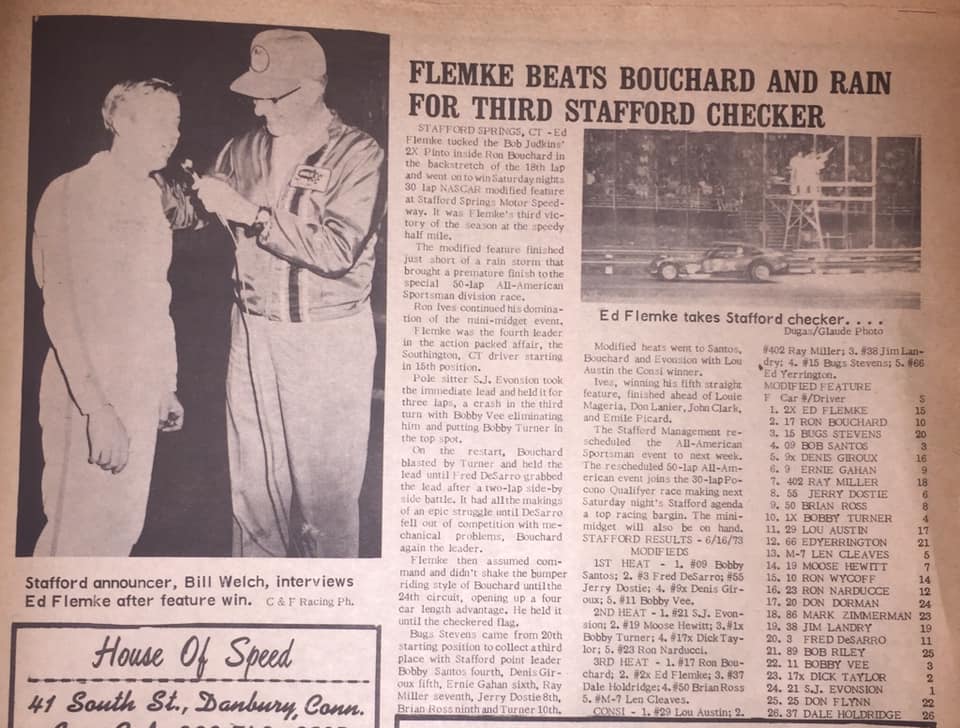 FLEMKE BEATS BOUCHARD AND RAIN
FOR THIRD STAFFORD CHECKER
STAFFORD SPRINGS, CT - Ed
Flemke tucked the Bob Judkins'
2X Pinto inside Ron Bouchard in the
backstretch of the 18th lap
and went on to win Saturday nights
30 lap NASCAR modified feature
at Stafford Springs Motor Speed-
way. It was Flemke's third vic-
tory of the season at the speedy
half mile.
The modified feature finished
just short of a rain storm that
brought a premature finish to the
special 50-lap All-American
Sportsman division race.
Ron Ives continued his domina-
tion of the mini-midget event.
Flemke was the fourth leader
in the action packed affair, the
Southington, CT driver starting
in 15th position.
Pole sitter S.J. Evonsion took
the immediate lead and held it for
three laps, a crash in the third
turn with Bobby Vee eliminating
him and putting Bobby Turner in
the top spot.
On the restart, Bouchard
blasted by Turner and held the
lead until Fred DeSarro grabbed
the lead after a two-lap side-by
side battle. It had all the makings
of an epic struggle until DeSarro
fell out of competition with me-
chanical problems, Bouchard
again the leader.
Flemke then assumed com-
mand and didn't shake the bumper
riding style of Bouchard until the
24th circuit, opening up a four
car length advantage. He held it
until the checkered flag.
Bugs Stevens came from 20th
starting position to collect a third
place with Stafford point leader
Bobby Santos fourth, Denis Gir-
oux fifth, Ernie Gahan sixth, Ray
Miller seventh, Jerry Dostie 8th,
Brian Ross ninth and Turner 10th.
Ed Flemke takes Stafford checker. . . .
Dugas/Glaude Photo
Modified heats went to Santos,
Bouchard and Evonsion with Lou
Austin the Consi winner.
Ives, winning his fifth straight
feature, finished ahead of Louie
Mageria, Don Lanier, John Clark,
and Emile Picard.
The Stafford Management re-
scheduled the All-American
Sportsman event to next week.
The rescheduled 50-lap All-Am-
erican event joins the 30-lap Po-
cono Qualifyer race making next
Saturday night's Stafford agenda
a top racing bargin. The mini-
midget will also be on hand.
STAFFORD RESULTS - 6/16/73
MODIFIEDS
1ST HEAT - 1. #09 Bobby
Santos; 2. #3 Fred DeSarro; #55
Jerry Dostie; 4. #9x Denis Gir-
oux; 5. #11 Bobby Vee.
2ND HEAT - 1. #21 S.J. Evon-
sion; 2. #19 Moose Hewitt; 3.#1x
Bobby Turner; 4. #17x Dick Tay-
lor; 5. #23 Ron Narducci.
3RD HEAT - 1. #17 Ron Bou-
chard; 2. #2x Ed Flemke; 3. #37
Dale Holdridge; 4.#50 Brian Ross
5. #M-7 Len Cleaves.
CONSI - 1. #29 Lou Austin; 2.
#402 Ray Miller; 3. #38 Jim Lan-
dry; 4. #15 Bugs Stevens; 5. #66
Ed Yerrington.
MODIFIED FEATURE
F Car #/Driver S
1. 2X ED FLEMKE 15
2. 17 RON BOUCHARD 10
3. 15 BUGS STEVENS 20
4. 09 BOB SANTOS 3
5. 9x DENIS GIROUX 16
6. 9 ERNIE GAHAN 9
7. 402 RAY MILLER 18
8. 55 JERRY DOSTIE 6
9. 50 BRIAN ROSS 8
10. 1X BOBBY TURNER 4
11. 29 LOU AUSTIN 17
12. 66 EDYERRINGTON 21
13. M-7 LEN CLEAVES 5
14. 19 MOOSE HEWITT 7
15. 10 RON WYCOFF 14
16. 23 RON NARDUCCE 12
17. 20 DON DORMAN 24
18. 86 MARK ZIMMERMAN 23
19. 38 JIM LANDRY 19
20. 3 FRED DeSARRO 11
21. 89 BOB RILEY 25
22. 11 BOBBY VEE 3
23. 17x DICK TAYLOR 2
24. 21 S.J. EVONSION 1
25. 25 DON FLYNN 22
26. 37 DALE HOLDRIDGE 26
Stafford announcer, Bill Welch, interviews
Ed Flemke after feature win. C & F Racing Ph.
House Of Speed
41 South St., Danbury, Conn.